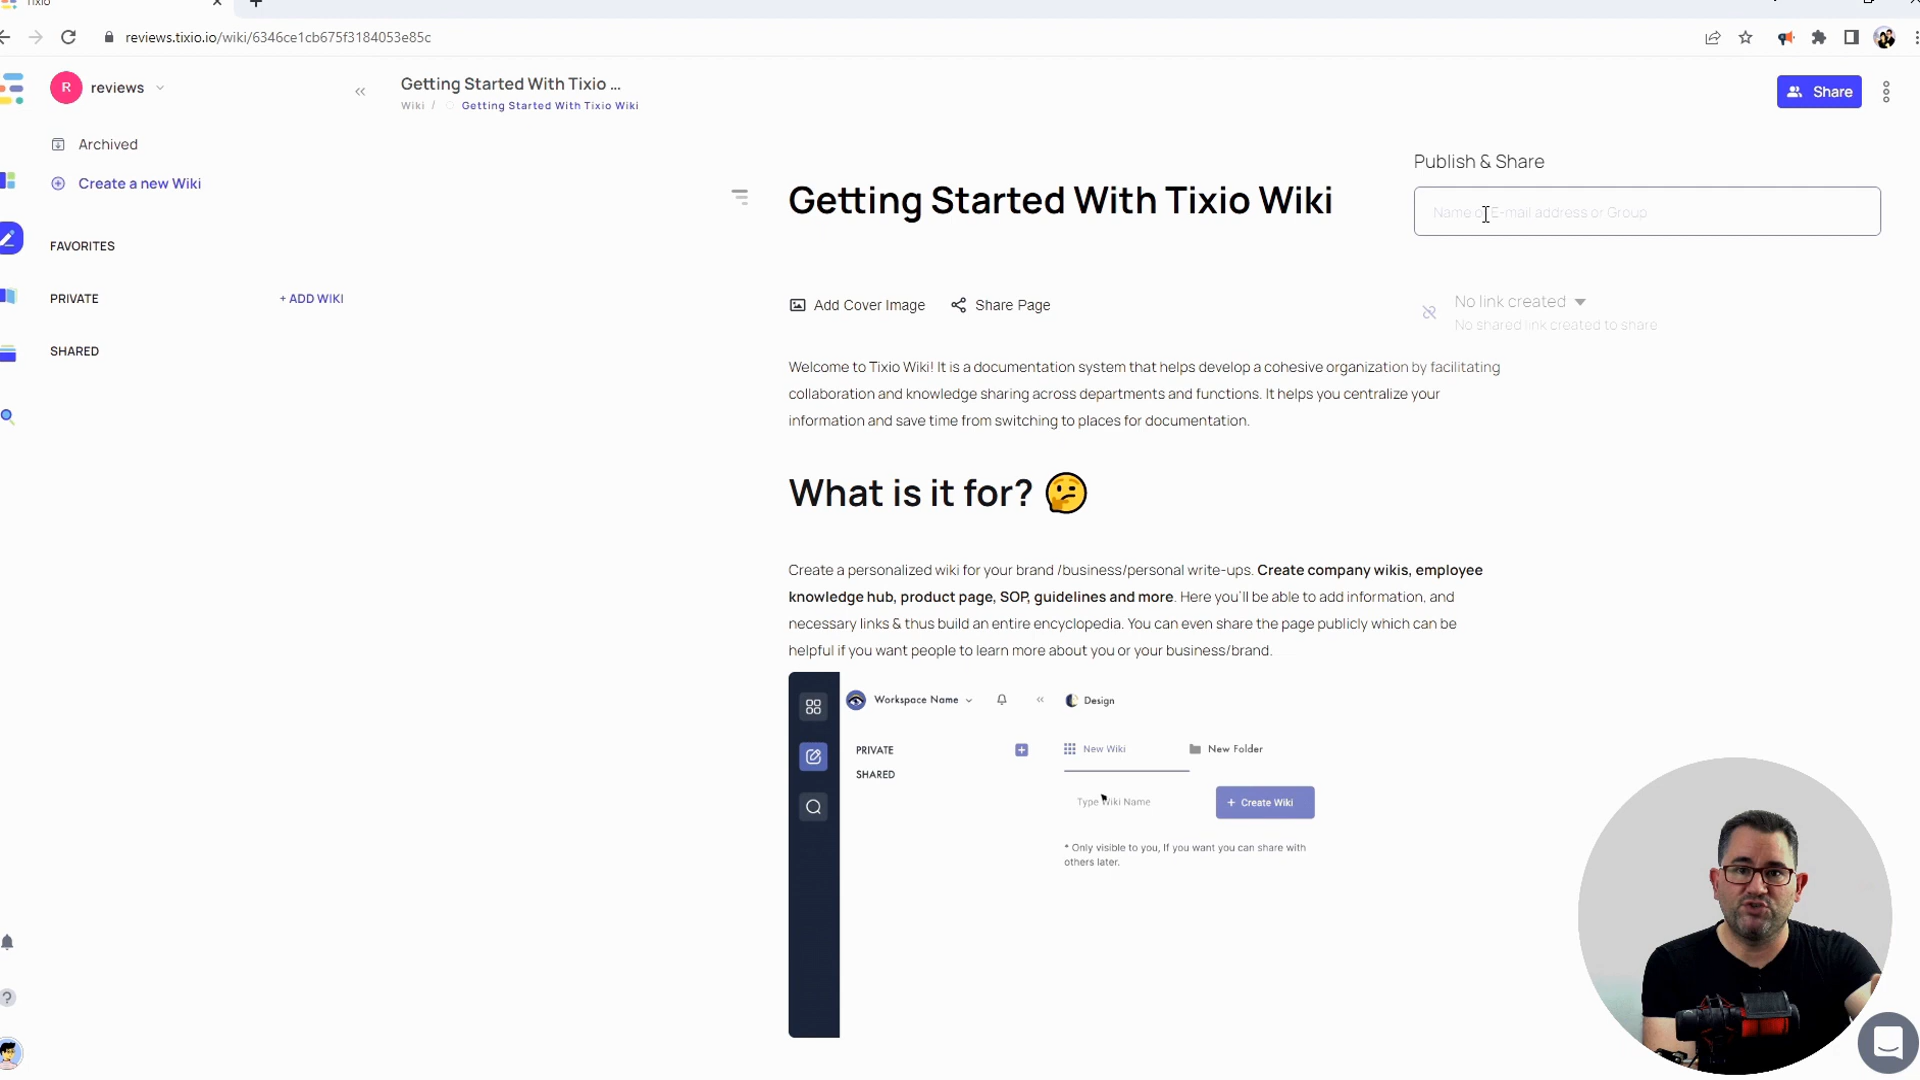 Tixio
reviews.tixio.io/wiki/6346ce1cb675f3184053e85c
R reviews
Getting Started With Tixio ...
Wiki / Getting Started With Tixio Wiki
Share
Archived
Create a new Wiki
FAVORITES
PRIVATE + ADD WIKI
SHARED
Publish & Share
Name or E-mail address or Group
No link created
No shared link created to share
Getting Started With Tixio Wiki
Add Cover Image Share Page
Welcome to Tixio Wiki! It is a documentation system that helps develop a cohesive organization by facilitating
collaboration and knowledge sharing across departments and functions. It helps you centralize your
information and save time from switching to places for documentation.
What is it for? 🤔
Create a personalized wiki for your brand /business/personal write-ups. Create company wikis, employee
knowledge hub, product page, SOP, guidelines and more. Here you'll be able to add information, and
necessary links & thus build an entire encyclopedia. You can even share the page publicly which can be
helpful if you want people to learn more about you or your business/brand.
Workspace Name Design
PRIVATE
SHARED
New Wiki New Folder
Type Wiki Name + Create Wiki
* Only visible to you, If you want you can share with
others later.
?